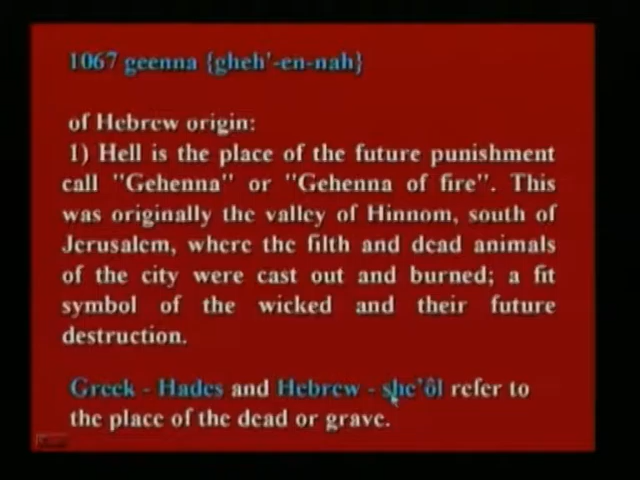 1067 geenna {gheh'-en-nah}
of Hebrew origin:
1) Hell is the place of the future punishment
call "Gehenna" or "Gehenna of fire". This
was originally the valley of Hinnom, south of
Jerusalem, where the filth and dead animals
of the city were cast out and burned; a fit
symbol of the wicked and their future
destruction.
Greek - Hades and Hebrew - she'ôl refer to
the place of the dead or grave.